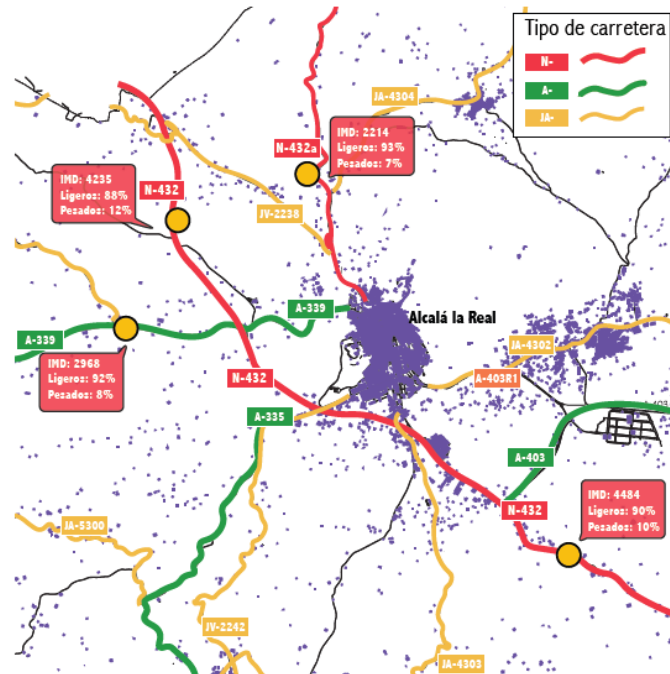 Tipo de carretera
N-
A-
JA-
JA-4304
N-432a
IMD: 2214
Ligeros: 93%
Pesados: 7%
IMD: 4235
Ligeros: 88%
Pesados: 12%
N-432
JV-2238
A-339
Alcalá la Real
A-339
JA-4302
IMD: 2968
Ligeros: 92%
Pesados: 8%
N-432
A-403R1
A-335
A-403
IMD: 4484
Ligeros: 90%
Pesados: 10%
N-432
JA-5300
JV-2242
JA-4303